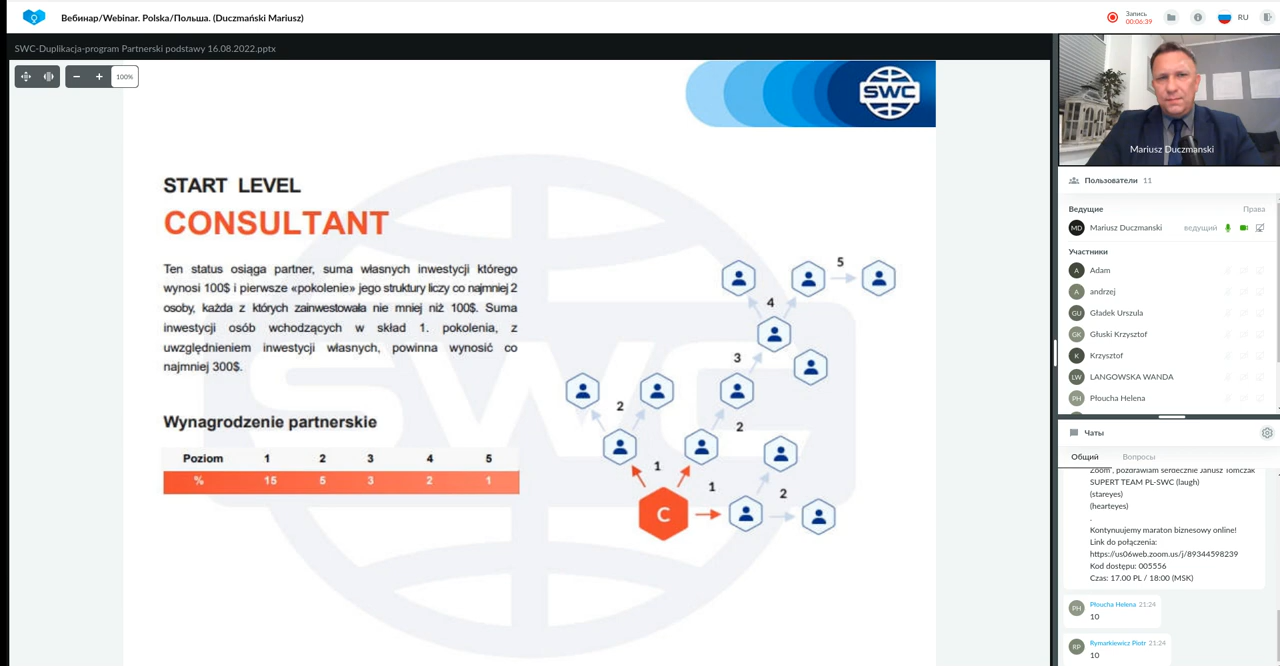 Вебинар/Webinar. Polska/Польша. (Duczmański Mariusz)
Запись
00:06:39
RU
SWC-Duplikacja-program Partnerski podstawy 16.08.2022.pptx
100%
SWC
START LEVEL
CONSULTANT
Ten status osiąga partner, suma własnych inwestycji którego
wynosi 100$ i pierwsze «pokolenie» jego struktury liczy co najmniej 2
osoby, każda z których zainwestowała nie mniej niż 100$. Suma
inwestycji osób wchodzących w skład 1. pokolenia, z
uwzględnieniem inwestycji własnych, powinna wynosić co
najmniej 300$.
Wynagrodzenie partnerskie
Poziom 1 2 3 4 5
% 15 5 3 2 1
5
4
3
2
2
1
1
2
C
SWC
Mariusz Duczmanski
Пользователи 11
Ведущие Права
MD Mariusz Duczmanski ведущий
Участники
A Adam
A andrzej
GU Gładek Urszula
GK Głuski Krzysztof
K Krzysztof
LW LANGOWSKA WANDA
PH Płoucha Helena
Чаты
Общий Вопросы
Zoom", pozdrawiam serdecznie Janusz Tomczak
SUPERT TEAM PL-SWC (laugh)
(stareyes)
(hearteyes)
.
Kontynuujemy maraton biznesowy online!
Link do połączenia:
https://us06web.zoom.us/j/89344598239
Kod dostępu: 005556
Czas: 17.00 PL / 18:00 (MSK)
PH Płoucha Helena 21:24
10
RP Rymarkiewicz Piotr 21:24
10